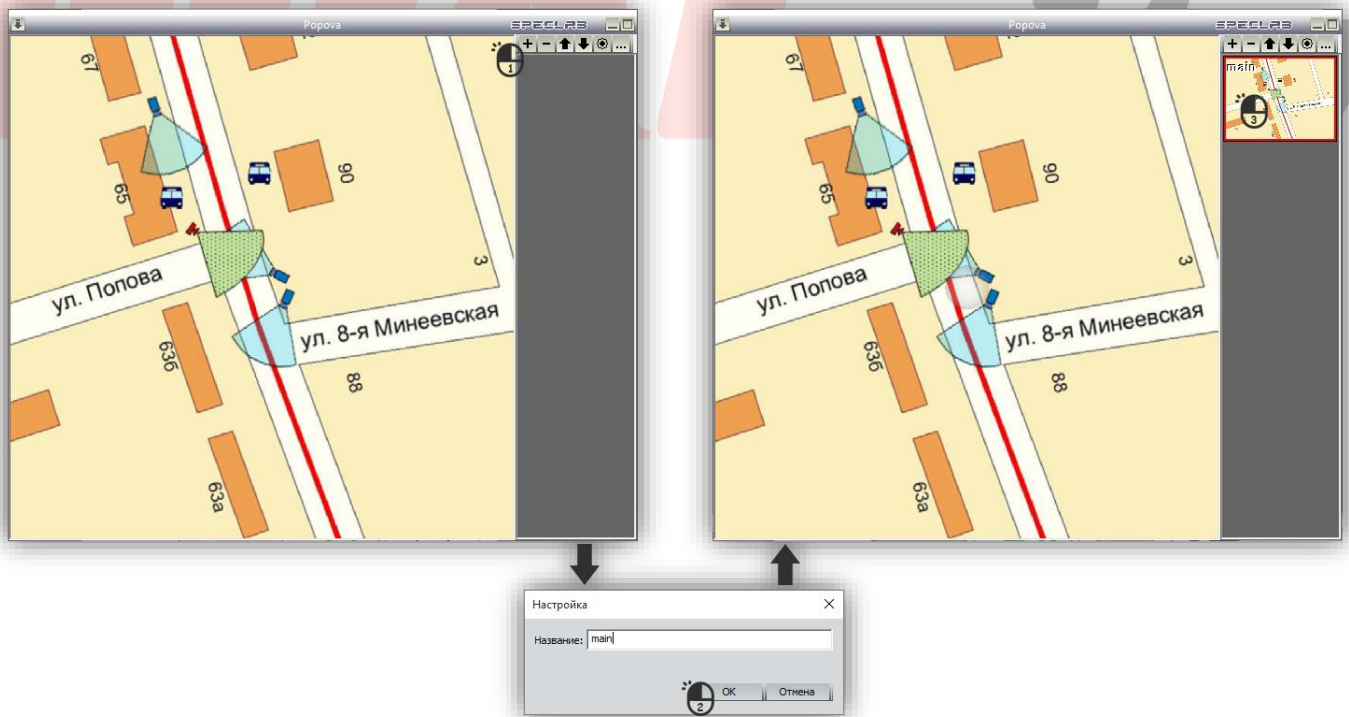 Popova
SPECLAB
+ − ...
67
65
90
3
ул. Попова
ул. 8-я Минеевская
63б
88
63а
1
Popova
SPECLAB
+ − ...
main
3
67
65
90
3
ул. Попова
ул. 8-я Минеевская
63б
88
63а
Настройка
Название: main
OK Отмена
2